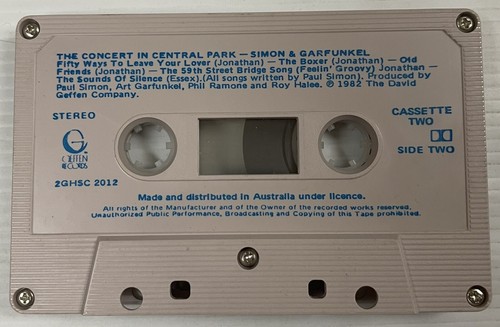 THE CONCERT IN CENTRAL PARK — SIMON & GARFUNKEL
Fifty Ways To Leave Your Lover (Jonathan) — The Boxer (Jonathan) — Old
Friends (Jonathan) — The 59th Street Bridge Song (Feelin' Groovy) Jonathan —
The Sounds Of Silence (Essex). (All songs written by Paul Simon). Produced by
Paul Simon, Art Garfunkel, Phil Ramone and Roy Halee. ℗ 1982 The David
Geffen Company.
STEREO
CASSETTE
TWO
SIDE TWO
GEFFEN
RECORDS
2GHSC 2012
Made and distributed in Australia under licence.
All rights of the Manufacturer and of the Owner of the recorded works reserved.
Unauthorized Public Performance, Broadcasting and Copying of this Tape prohibited.